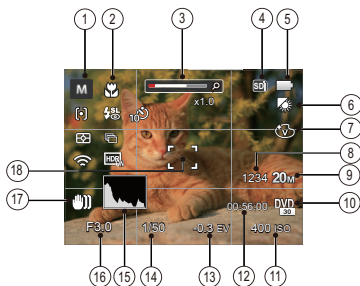 1 2 3 4 5
M SD
SL
10 x1.0
6
V 7
HDR 8
18 1234 20M 9
17 00:56:00 DVD 10
30
F3.0 1/50 -0.3 EV 400 ISO
16 15 14 13 12 11